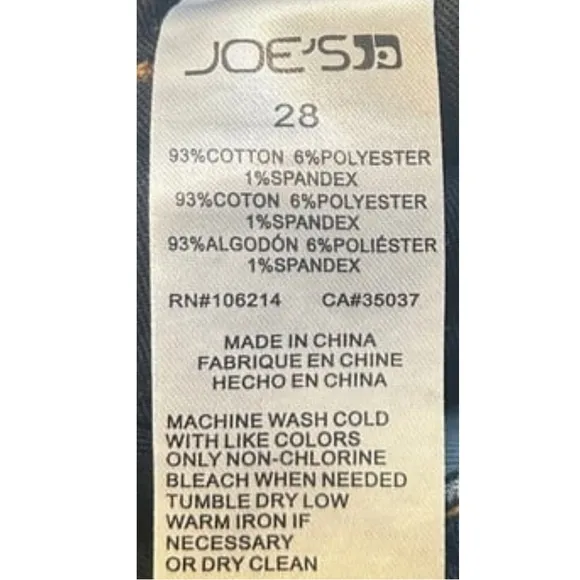 JOE'S
28
93%COTTON 6%POLYESTER
1%SPANDEX
93%COTON 6%POLYESTER
1%SPANDEX
93%ALGODÓN 6%POLIÉSTER
1%SPANDEX
RN#106214 CA#35037
MADE IN CHINA
FABRIQUE EN CHINE
HECHO EN CHINA
MACHINE WASH COLD
WITH LIKE COLORS
ONLY NON-CHLORINE
BLEACH WHEN NEEDED
TUMBLE DRY LOW
WARM IRON IF
NECESSARY
OR DRY CLEAN